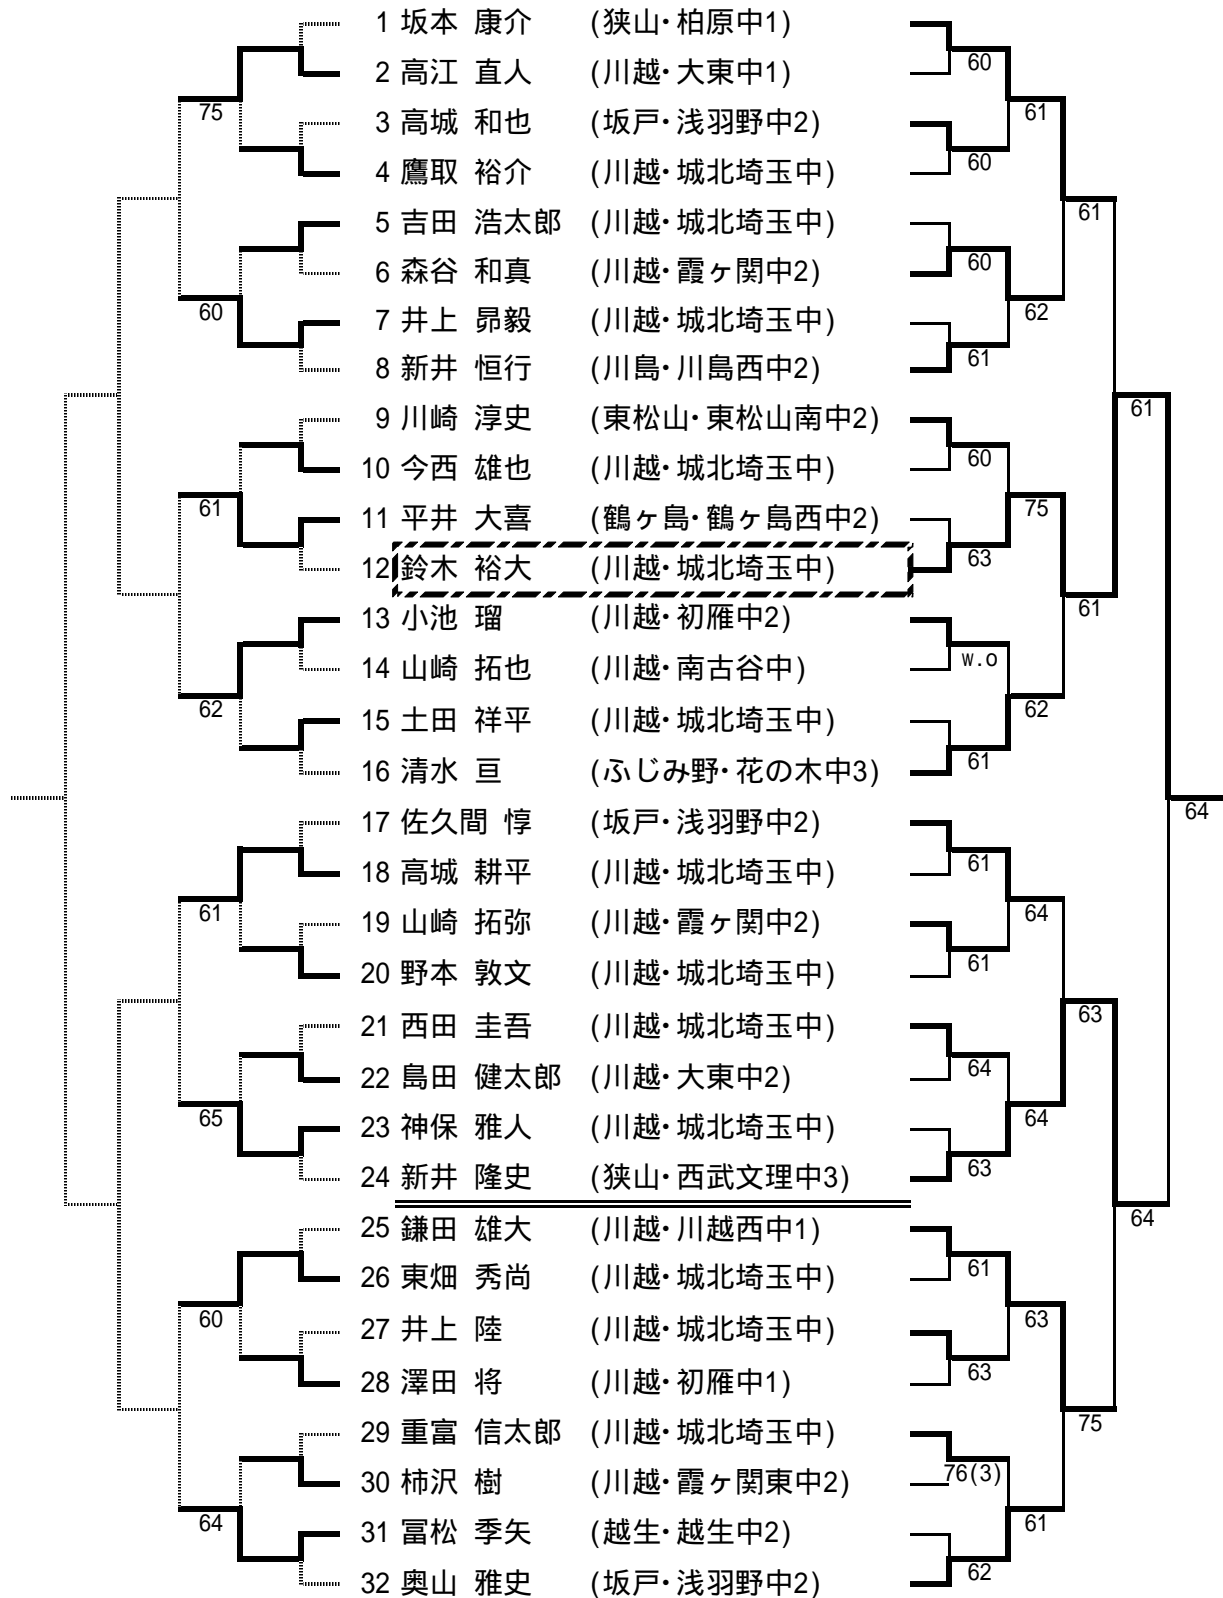 1 坂本 康介 (狭山・柏原中1)
60
2 高江 直人 (川越・大東中1)
75
61
3 高城 和也 (坂戸・浅羽野中2)
60
4 鷹取 裕介 (川越・城北埼玉中)
61
5 吉田 浩太郎 (川越・城北埼玉中)
60
6 森谷 和真 (川越・霞ヶ関中2)
60
62
7 井上 昴毅 (川越・城北埼玉中)
61
8 新井 恒行 (川島・川島西中2)
61
9 川崎 淳史 (東松山・東松山南中2)
60
10 今西 雄也 (川越・城北埼玉中)
61
75
11 平井 大喜 (鶴ヶ島・鶴ヶ島西中2)
63
12 鈴木 裕大 (川越・城北埼玉中)
61
13 小池 瑠 (川越・初雁中2)
w.o
14 山崎 拓也 (川越・南古谷中)
62
62
15 土田 祥平 (川越・城北埼玉中)
61
16 清水 亘 (ふじみ野・花の木中3)
64
17 佐久間 惇 (坂戸・浅羽野中2)
61
18 高城 耕平 (川越・城北埼玉中)
61
64
19 山崎 拓弥 (川越・霞ヶ関中2)
61
20 野本 敦文 (川越・城北埼玉中)
63
21 西田 圭吾 (川越・城北埼玉中)
64
22 島田 健太郎 (川越・大東中2)
65
64
23 神保 雅人 (川越・城北埼玉中)
63
24 新井 隆史 (狭山・西武文理中3)
64
25 鎌田 雄大 (川越・川越西中1)
61
26 東畑 秀尚 (川越・城北埼玉中)
60
63
27 井上 陸 (川越・城北埼玉中)
63
28 澤田 将 (川越・初雁中1)
75
29 重富 信太郎 (川越・城北埼玉中)
76(3)
30 柿沢 樹 (川越・霞ヶ関東中2)
64
61
31 冨松 季矢 (越生・越生中2)
62
32 奥山 雅史 (坂戸・浅羽野中2)